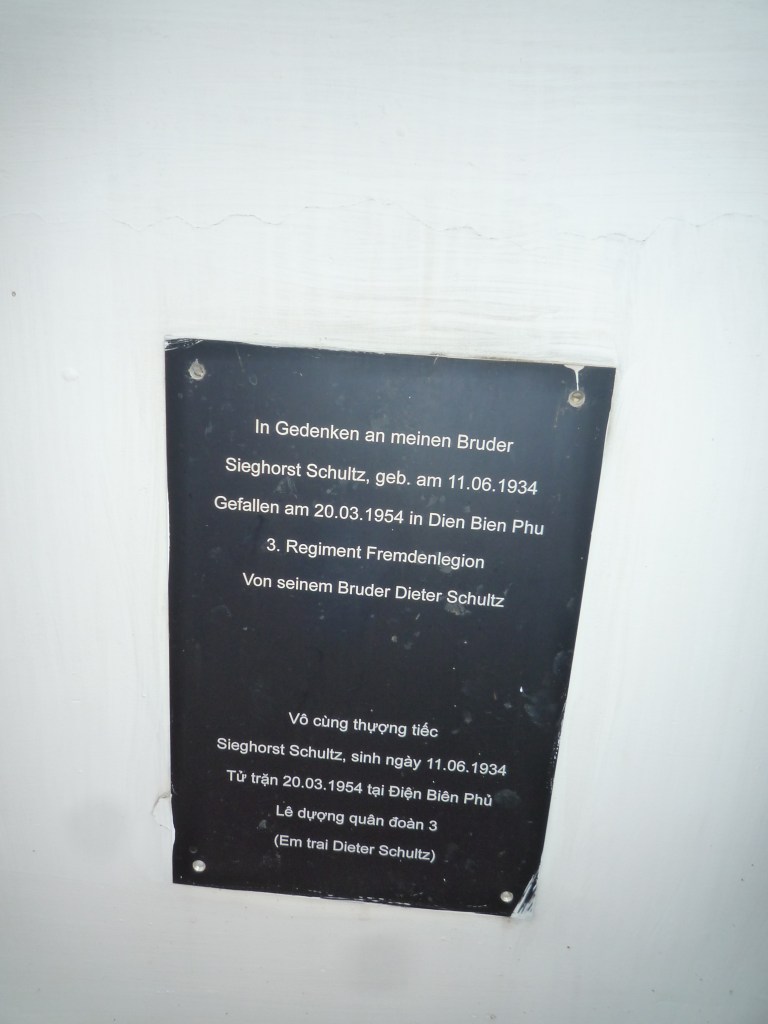 In Gedenken an meinen Bruder
Sieghorst Schultz, geb. am 11.06.1934
Gefallen am 20.03.1954 in Dien Bien Phu
3. Regiment Fremdenlegion
Von seinem Bruder Dieter Schultz
Vô cùng thượng tiếc
Sieghorst Schultz, sinh ngày 11.06.1934
Tử trận 20.03.1954 tại Điện Biên Phủ
Lê dượng quân đoàn 3
(Em trai Dieter Schultz)